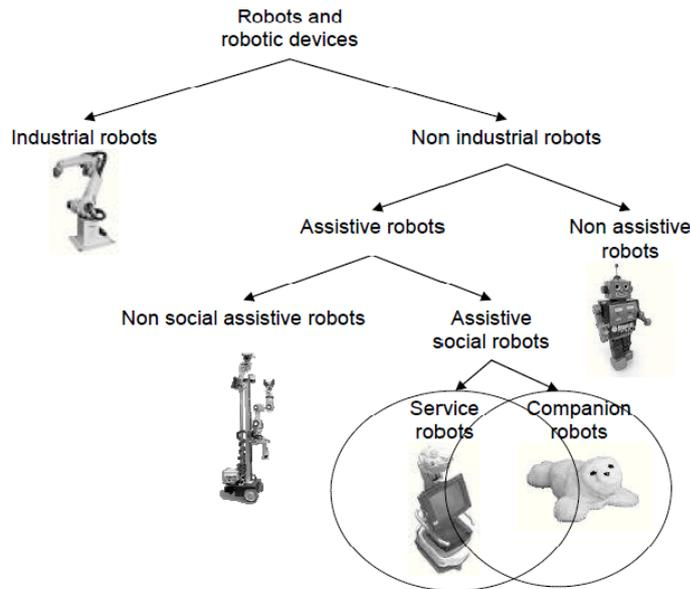 Robots and
robotic devices
Industrial robots
Non industrial robots
Assistive robots
Non assistive
robots
Non social assistive robots
Assistive
social robots
Service
robots
Companion
robots